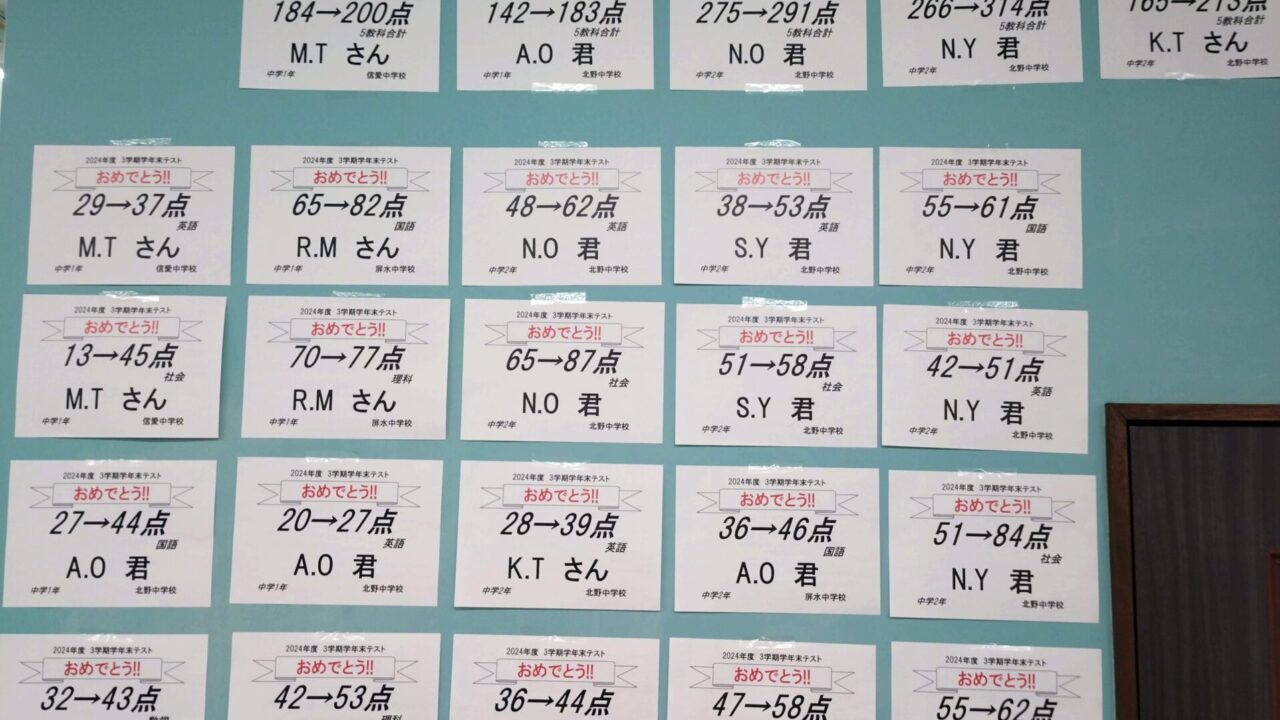 184→200点
5教科合計
M.T さん
中学1年 信愛中学校
142→183点
5教科合計
A.O 君
中学1年 北野中学校
275→291点
5教科合計
N.O 君
中学2年 北野中学校
266→314点
5教科合計
N.Y 君
中学2年 北野中学校
165→213点
5教科合計
K.T さん
中学2年 北野中学校
2024年度 3学期学年末テスト
おめでとう!!
29→37点
英語
M.T さん
中学1年 信愛中学校
2024年度 3学期学年末テスト
おめでとう!!
65→82点
国語
R.M さん
中学1年 屏水中学校
2024年度 3学期学年末テスト
おめでとう!!
48→62点
英語
N.O 君
中学2年 北野中学校
2024年度 3学期学年末テスト
おめでとう!!
38→53点
英語
S.Y 君
中学2年 北野中学校
2024年度 3学期学年末テスト
おめでとう!!
55→61点
国語
N.Y 君
中学2年 北野中学校
2024年度 3学期学年末テスト
おめでとう!!
13→45点
社会
M.T さん
中学1年 信愛中学校
2024年度 3学期学年末テスト
おめでとう!!
70→77点
理科
R.M さん
中学1年 屏水中学校
2024年度 3学期学年末テスト
おめでとう!!
65→87点
社会
N.O 君
中学2年 北野中学校
2024年度 3学期学年末テスト
おめでとう!!
51→58点
社会
S.Y 君
中学2年 北野中学校
2024年度 3学期学年末テスト
おめでとう!!
42→51点
英語
N.Y 君
中学2年 北野中学校
2024年度 3学期学年末テスト
おめでとう!!
27→44点
国語
A.O 君
中学1年 北野中学校
2024年度 3学期学年末テスト
おめでとう!!
20→27点
英語
A.O 君
中学1年 北野中学校
2024年度 3学期学年末テスト
おめでとう!!
28→39点
英語
K.T さん
中学2年 北野中学校
2024年度 3学期学年末テスト
おめでとう!!
36→46点
国語
A.O 君
中学2年 屏水中学校
2024年度 3学期学年末テスト
おめでとう!!
51→84点
社会
N.Y 君
中学2年 北野中学校
2024年度 3学期学年末テスト
おめでとう!!
32→43点
2024年度 3学期学年末テスト
おめでとう!!
42→53点
理科
2024年度 3学期学年末テスト
おめでとう!!
36→44点
2024年度 3学期学年末テスト
おめでとう!!
47→58点
2024年度 3学期学年末テスト
おめでとう!!
55→62点